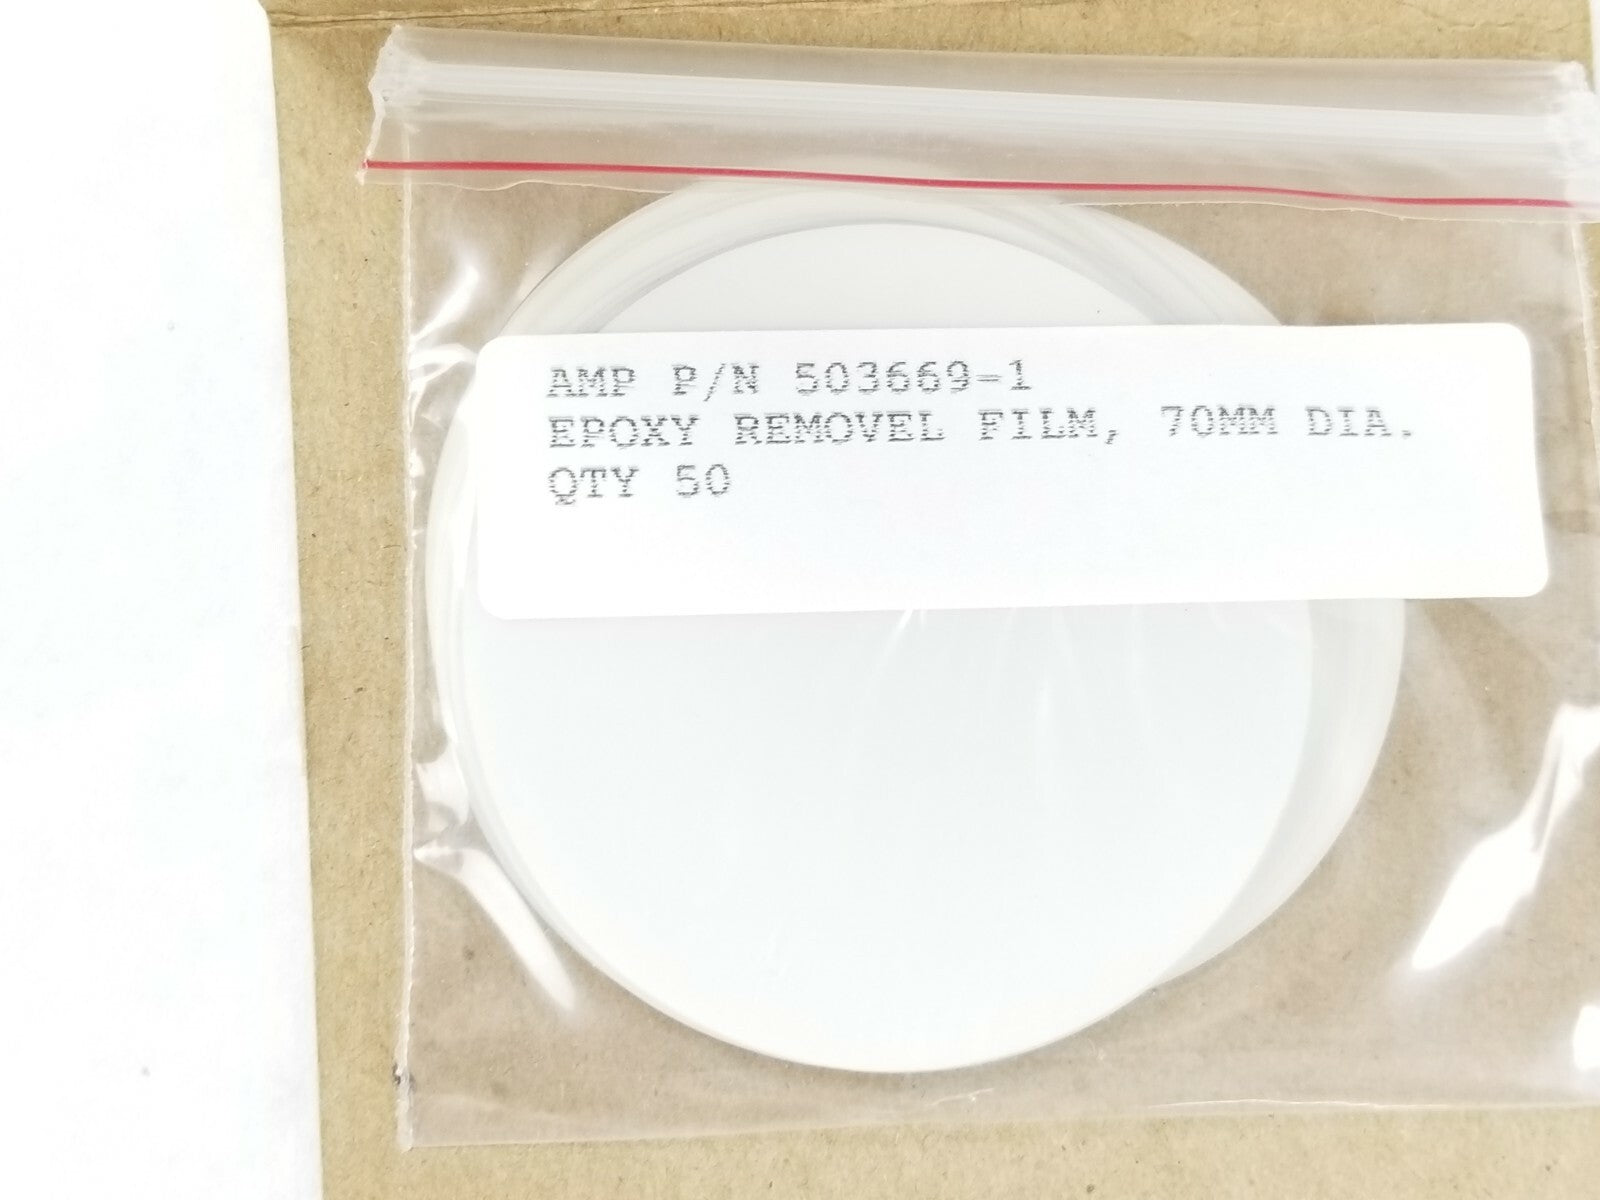 AMP P/N 503669-1
EPOXY REMOVEL FILM, 70MM DIA.
QTY 50